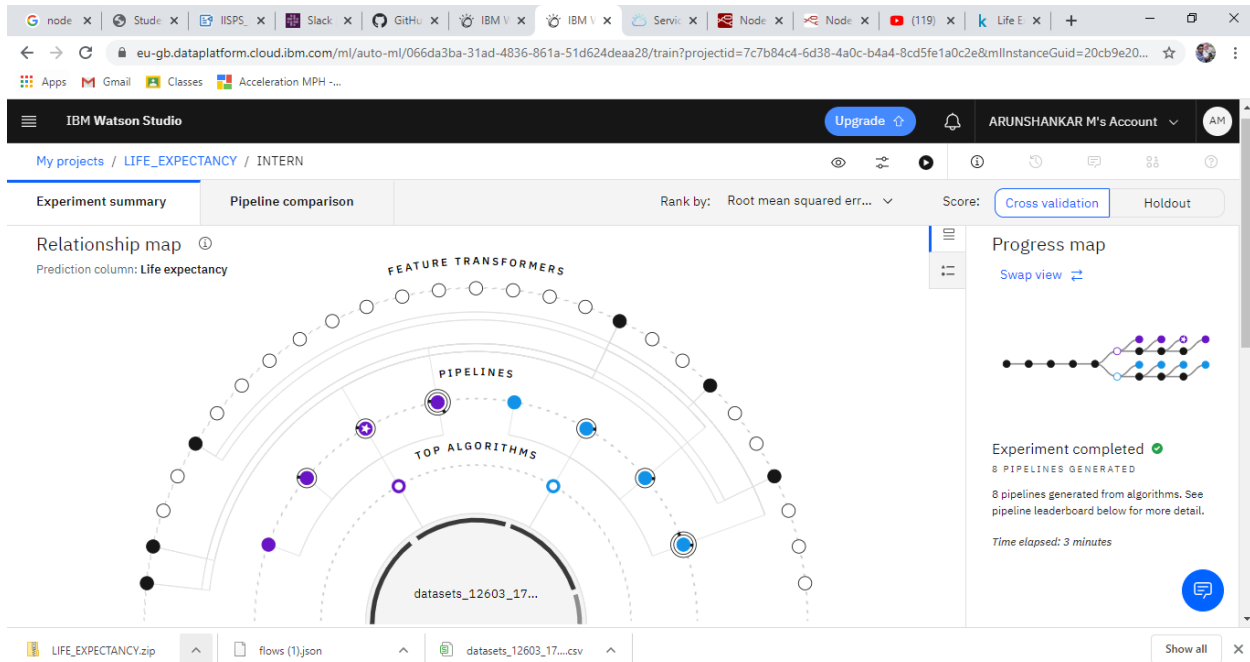 node
Stude
IISPS_
Slack
GitHu
IBM W
IBM W
Servic
Node
Node
(119)
Life E
eu-gb.dataplatform.cloud.ibm.com/ml/auto-ml/066da3ba-31ad-4836-861a-51d624deaa28/train?projectid=7c7b84c4-6d38-4a0c-b4a4-8cd5fe1a0c2e&mlInstanceGuid=20cb9e20...
Apps Gmail Classes Acceleration MPH -...
IBM Watson Studio Upgrade ARUNSHANKAR M's Account AM
My projects / LIFE_EXPECTANCY / INTERN
Experiment summary Pipeline comparison Rank by: Root mean squared err... Score: Cross validation Holdout
Relationship map
Prediction column: Life expectancy
FEATURE TRANSFORMERS
PIPELINES
TOP ALGORITHMS
datasets_12603_17...
Progress map
Swap view
Experiment completed
8 PIPELINES GENERATED
8 pipelines generated from algorithms. See
pipeline leaderboard below for more detail.
Time elapsed: 3 minutes
LIFE_EXPECTANCY.zip flows (1).json datasets_12603_17....csv Show all